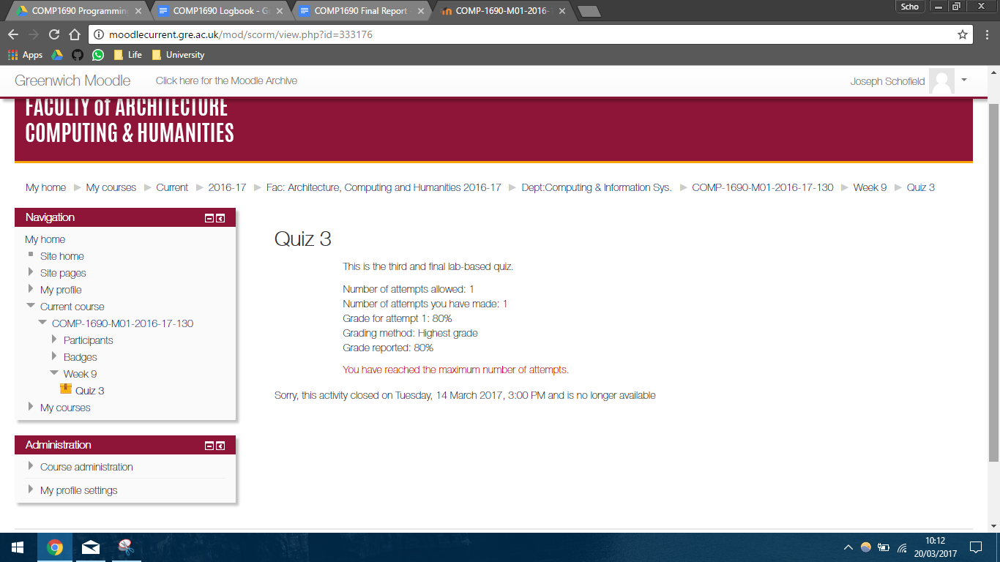 COMP1690 Programming
COMP1690 Logbook - G
COMP1690 Final Report
COMP-1690-M01-2016-
Scho
moodlecurrent.gre.ac.uk/mod/scorm/view.php?id=333176
Apps Life University
Greenwich Moodle Click here for the Moodle Archive Joseph Schofield
FACULTY of ARCHITECTURE
COMPUTING & HUMANITIES
My home My courses Current 2016-17 Fac: Architecture, Computing and Humanities 2016-17 Dept:Computing & Information Sys. COMP-1690-M01-2016-17-130 Week 9 Quiz 3
Navigation
My home
Site home
Site pages
My profile
Current course
COMP-1690-M01-2016-17-130
Participants
Badges
Week 9
Quiz 3
My courses
Administration
Course administration
My profile settings
Quiz 3
This is the third and final lab-based quiz.
Number of attempts allowed: 1
Number of attempts you have made: 1
Grade for attempt 1: 80%
Grading method: Highest grade
Grade reported: 80%
You have reached the maximum number of attempts.
Sorry, this activity closed on Tuesday, 14 March 2017, 3:00 PM and is no longer available
10:12
20/03/2017